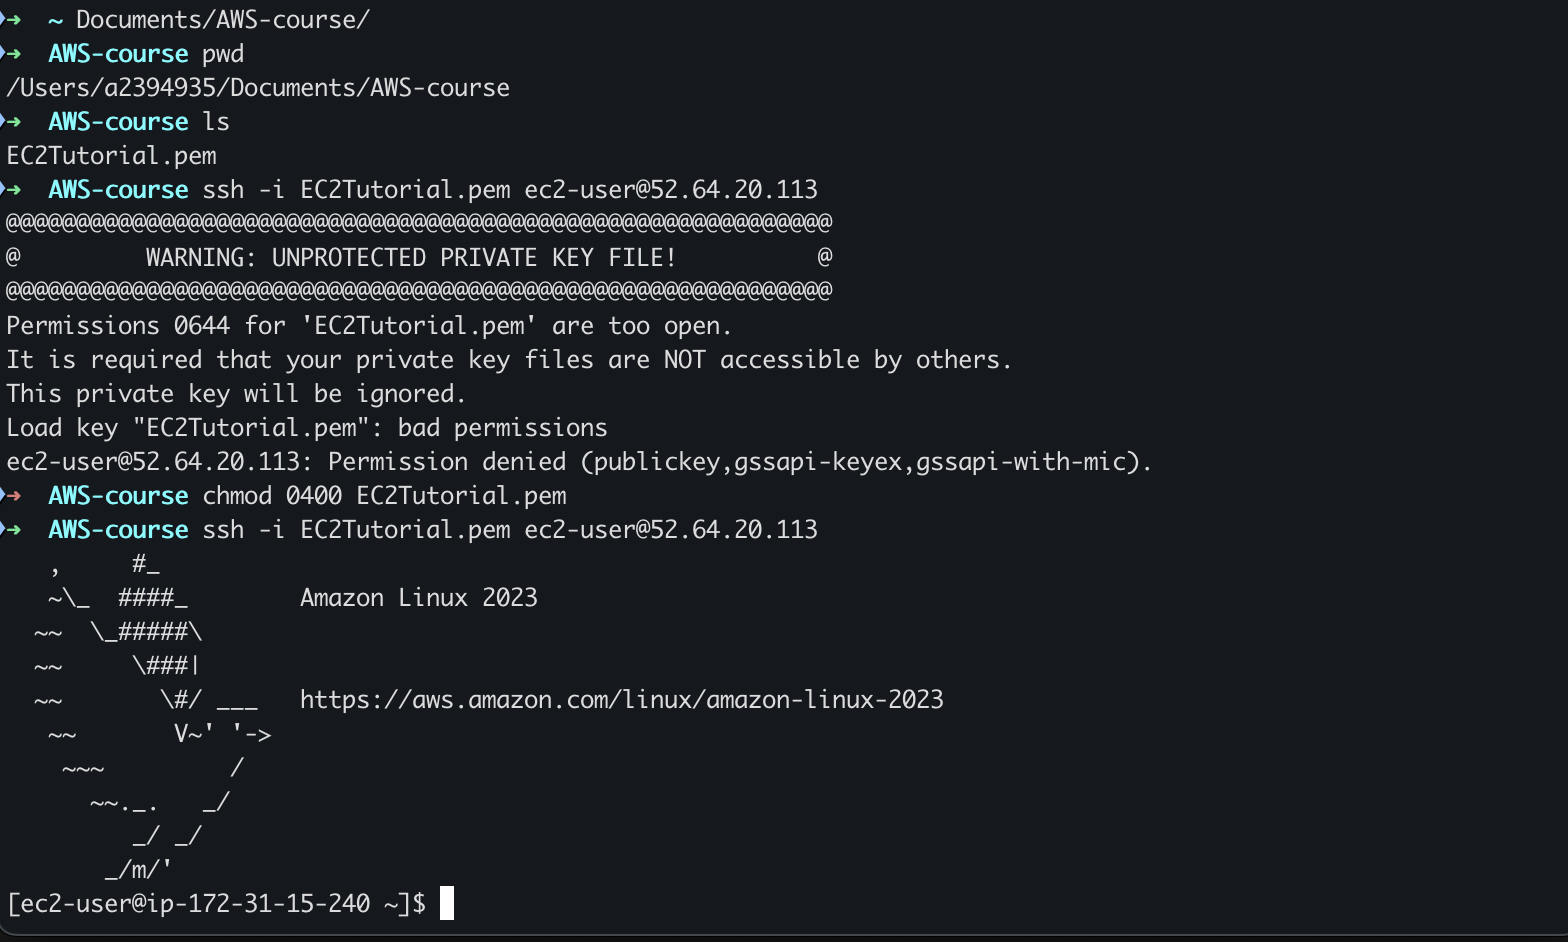 ➜  ~ Documents/AWS-course/
➜  AWS-course pwd
/Users/a2394935/Documents/AWS-course
➜  AWS-course ls
EC2Tutorial.pem
➜  AWS-course ssh -i EC2Tutorial.pem ec2-user@52.64.20.113
@@@@@@@@@@@@@@@@@@@@@@@@@@@@@@@@@@@@@@@@@@@@@@@@@@@@@@@@@@@
@         WARNING: UNPROTECTED PRIVATE KEY FILE!          @
@@@@@@@@@@@@@@@@@@@@@@@@@@@@@@@@@@@@@@@@@@@@@@@@@@@@@@@@@@@
Permissions 0644 for 'EC2Tutorial.pem' are too open.
It is required that your private key files are NOT accessible by others.
This private key will be ignored.
Load key "EC2Tutorial.pem": bad permissions
ec2-user@52.64.20.113: Permission denied (publickey,gssapi-keyex,gssapi-with-mic).
➜  AWS-course chmod 0400 EC2Tutorial.pem
➜  AWS-course ssh -i EC2Tutorial.pem ec2-user@52.64.20.113
   ,     #_
   ~\_  ####_        Amazon Linux 2023
  ~~  \_#####\
  ~~     \###|
  ~~       \#/ ___   https://aws.amazon.com/linux/amazon-linux-2023
   ~~       V~' '->
    ~~~         /
      ~~._.   _/
         _/ _/
       _/m/'
[ec2-user@ip-172-31-15-240 ~]$